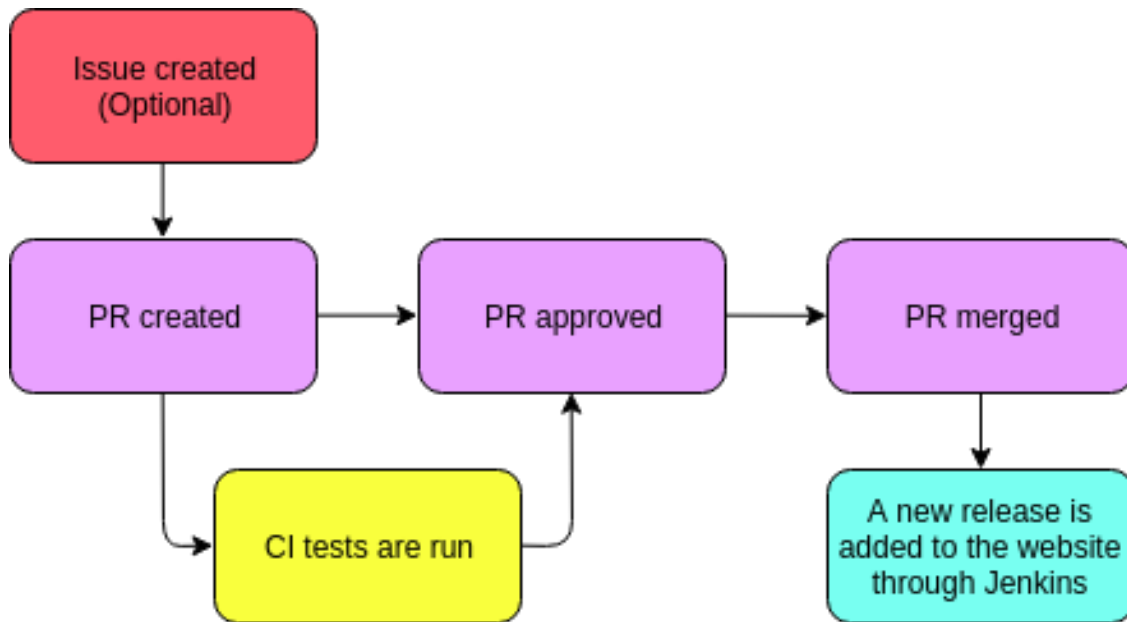 Issue created
(Optional)
PR created
PR approved
PR merged
CI tests are run
A new release is
added to the website
through Jenkins